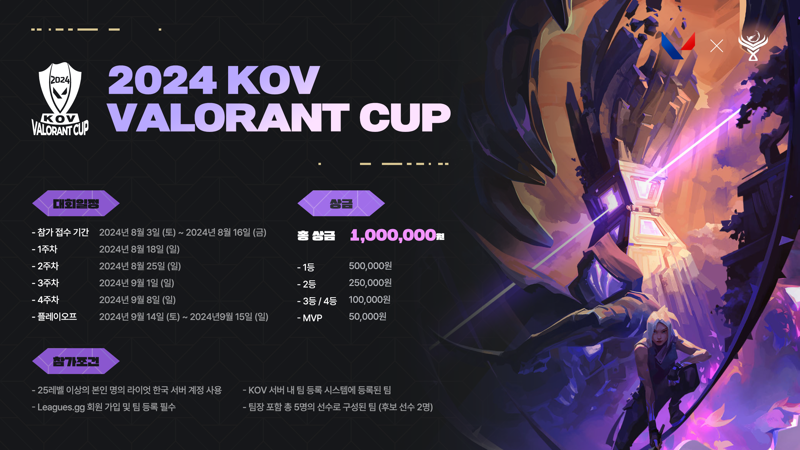 2024
KOV
VALORANT CUP
2024 KOV
VALORANT CUP
대회일정
- 참가 접수 기간 2024년 8월 3일 (토) ~ 2024년 8월 16일 (금)
- 1주차 2024년 8월 18일 (일)
- 2주차 2024년 8월 25일 (일)
- 3주차 2024년 9월 1일 (일)
- 4주차 2024년 9월 8일 (일)
- 플레이오프 2024년 9월 14일 (토) ~ 2024년9월 15일 (일)
상금
총 상금 1,000,000원
- 1등 500,000원
- 2등 250,000원
- 3등 / 4등 100,000원
- MVP 50,000원
참가조건
- 25레벨 이상의 본인 명의 라이엇 한국 서버 계정 사용
- Leagues.gg 회원 가입 및 팀 등록 필수
- KOV 서버 내 팀 등록 시스템에 등록된 팀
- 팀장 포함 총 5명의 선수로 구성된 팀 (후보 선수 2명)